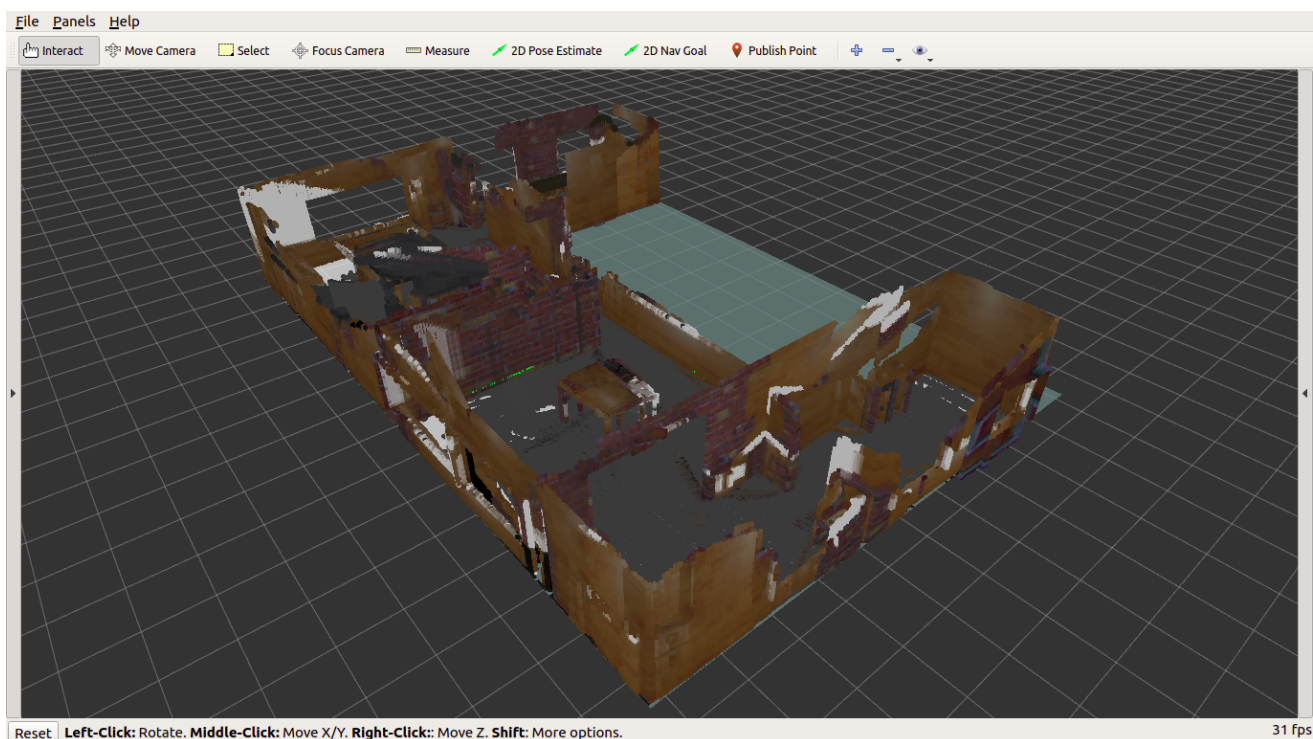 File Panels Help
Interact Move Camera Select Focus Camera Measure 2D Pose Estimate 2D Nav Goal Publish Point
Reset Left-Click: Rotate. Middle-Click: Move X/Y. Right-Click:: Move Z. Shift: More options. 31 fps